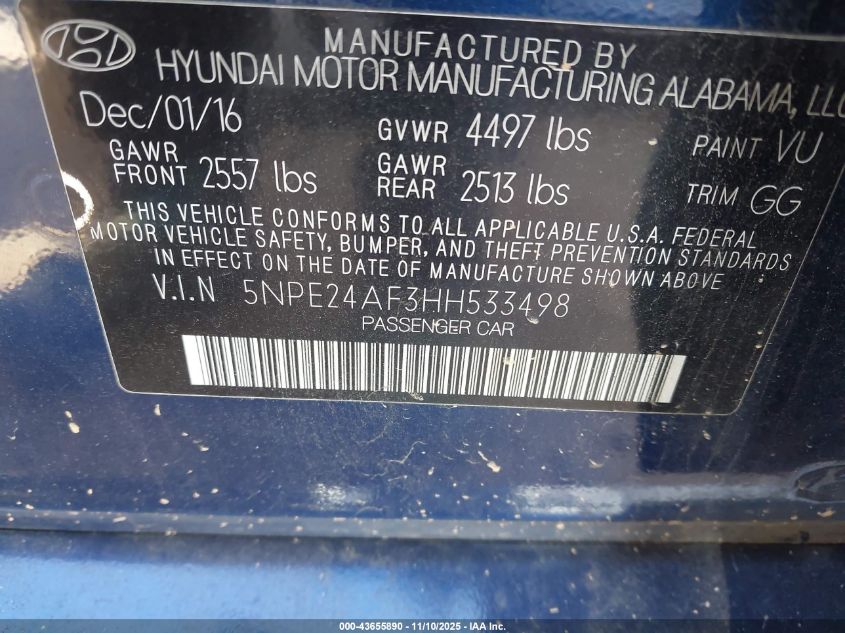 MANUFACTURED BY
HYUNDAI MOTOR MANUFACTURING ALABAMA, LLC
Dec/01/16 GVWR 4497 lbs PAINT VU
GAWR FRONT 2557 lbs GAWR REAR 2513 lbs TRIM GG
THIS VEHICLE CONFORMS TO ALL APPLICABLE U.S.A. FEDERAL
MOTOR VEHICLE SAFETY, BUMPER, AND THEFT PREVENTION STANDARDS
IN EFFECT ON THE DATE OF MANUFACTURE SHOWN ABOVE
V.I.N 5NPE24AF3HH533498
PASSENGER CAR
000-43655890 - 11/10/2025 - IAA, Inc.